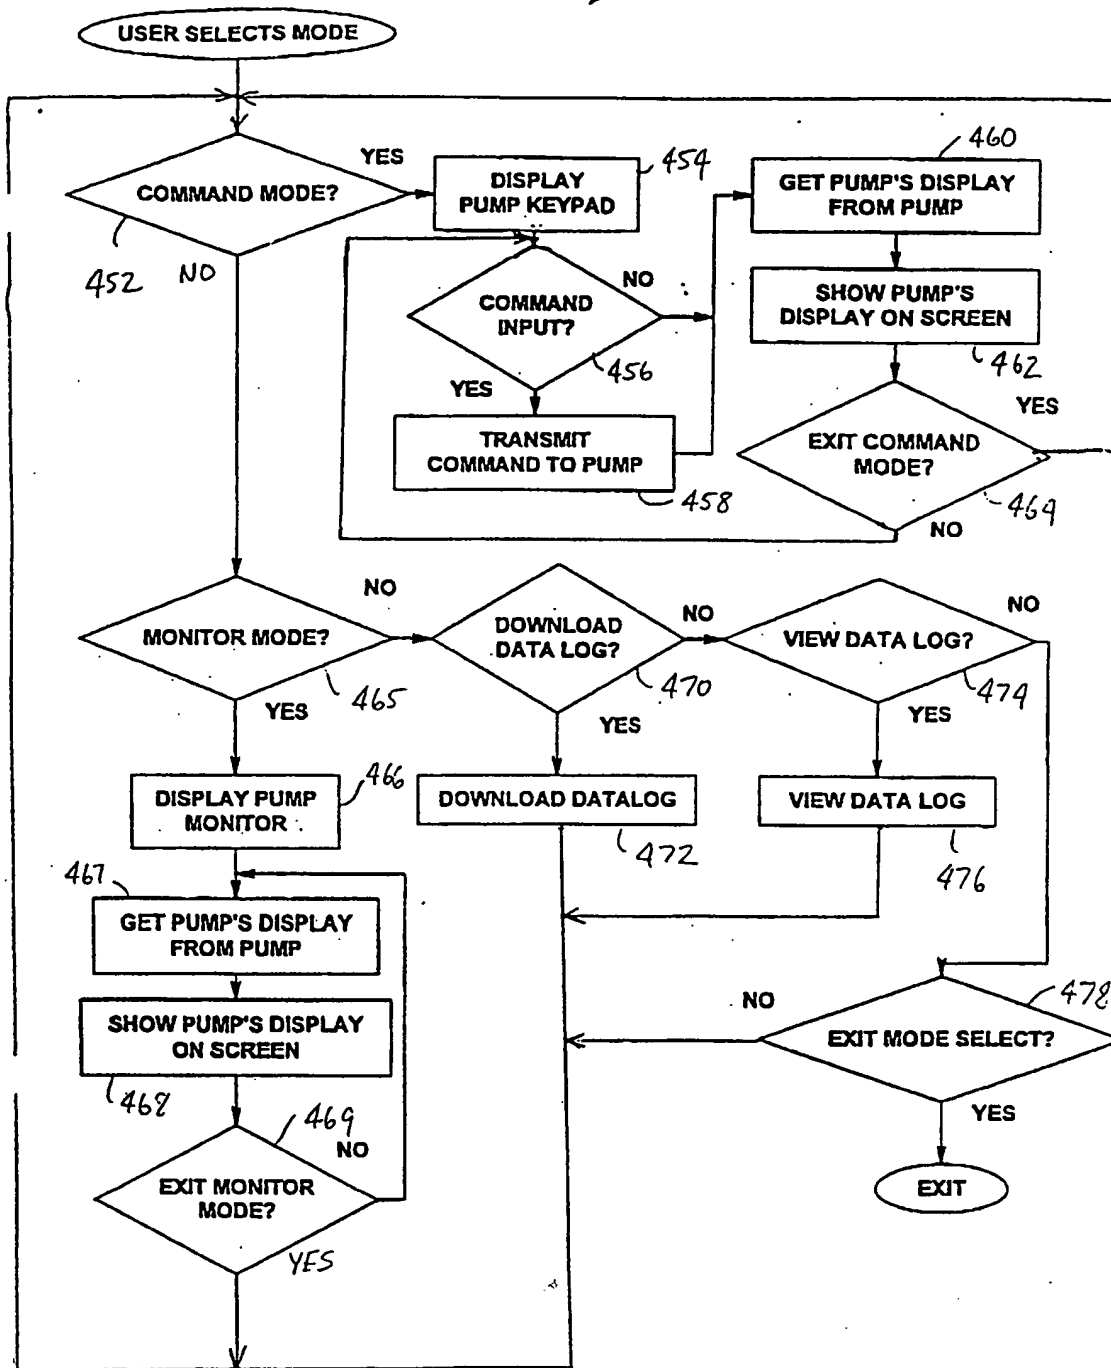 USER SELECTS MODE
COMMAND MODE?
YES
NO
452
DISPLAY
PUMP KEYPAD
454
COMMAND
INPUT?
NO
456
YES
TRANSMIT
COMMAND TO PUMP
458
460
GET PUMP'S DISPLAY
FROM PUMP
SHOW PUMP'S
DISPLAY ON SCREEN
462
EXIT COMMAND
MODE?
YES
464
NO
MONITOR MODE?
NO
465
YES
DOWNLOAD
DATA LOG?
NO
470
YES
VIEW DATA LOG?
NO
474
YES
DISPLAY PUMP
MONITOR
466
DOWNLOAD DATALOG
472
VIEW DATA LOG
476
467
GET PUMP'S DISPLAY
FROM PUMP
SHOW PUMP'S DISPLAY
ON SCREEN
468
EXIT MONITOR
MODE?
469
NO
YES
EXIT MODE SELECT?
478
NO
YES
EXIT